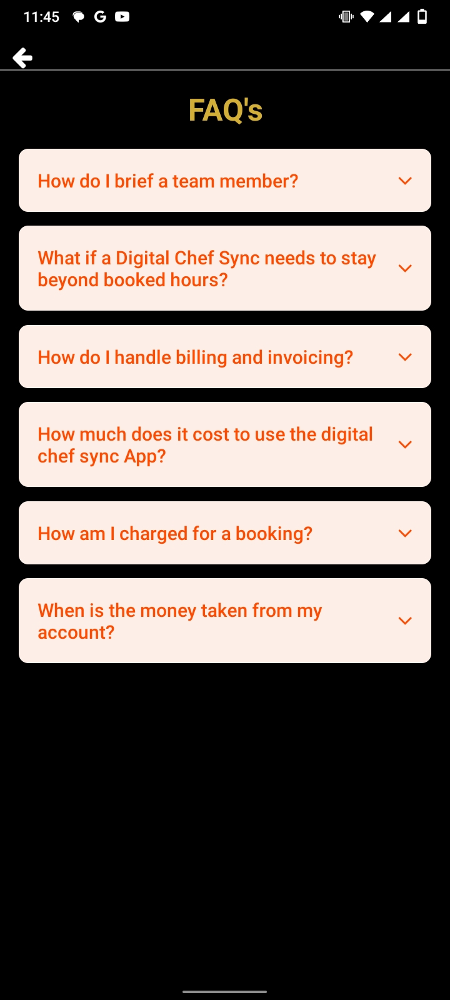 11:45
FAQ's
How do I brief a team member?
What if a Digital Chef Sync needs to stay
beyond booked hours?
How do I handle billing and invoicing?
How much does it cost to use the digital
chef sync App?
How am I charged for a booking?
When is the money taken from my
account?